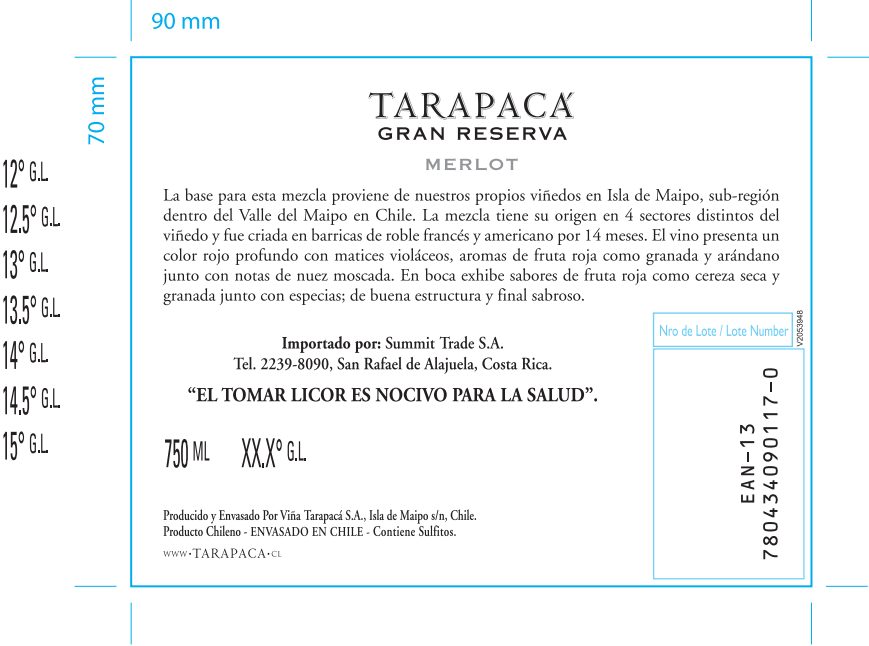 90 mm
70 mm
12° G.L.
12.5° G.L.
13° G.L.
13.5° G.L.
14° G.L.
14.5° G.L.
15° G.L.
TARAPACÁ
GRAN RESERVA
MERLOT
La base para esta mezcla proviene de nuestros propios viñedos en Isla de Maipo, sub-región
dentro del Valle del Maipo en Chile. La mezcla tiene su origen en 4 sectores distintos del
viñedo y fue criada en barricas de roble francés y americano por 14 meses. El vino presenta un
color rojo profundo con matices violáceos, aromas de fruta roja como granada y arándano
junto con notas de nuez moscada. En boca exhibe sabores de fruta roja como cereza seca y
granada junto con especias; de buena estructura y final sabroso.
Importado por: Summit Trade S.A.
Tel. 2239-8090, San Rafael de Alajuela, Costa Rica.
“EL TOMAR LICOR ES NOCIVO PARA LA SALUD”.
750 ML XX.X° G.L.
Producido y Envasado Por Viña Tarapacá S.A., Isla de Maipo s/n, Chile.
Producto Chileno - ENVASADO EN CHILE - Contiene Sulfitos.
WWW•TARAPACA•CL
Nro de Lote / Lote Number
V2053948
EAN-13
780434090117-0